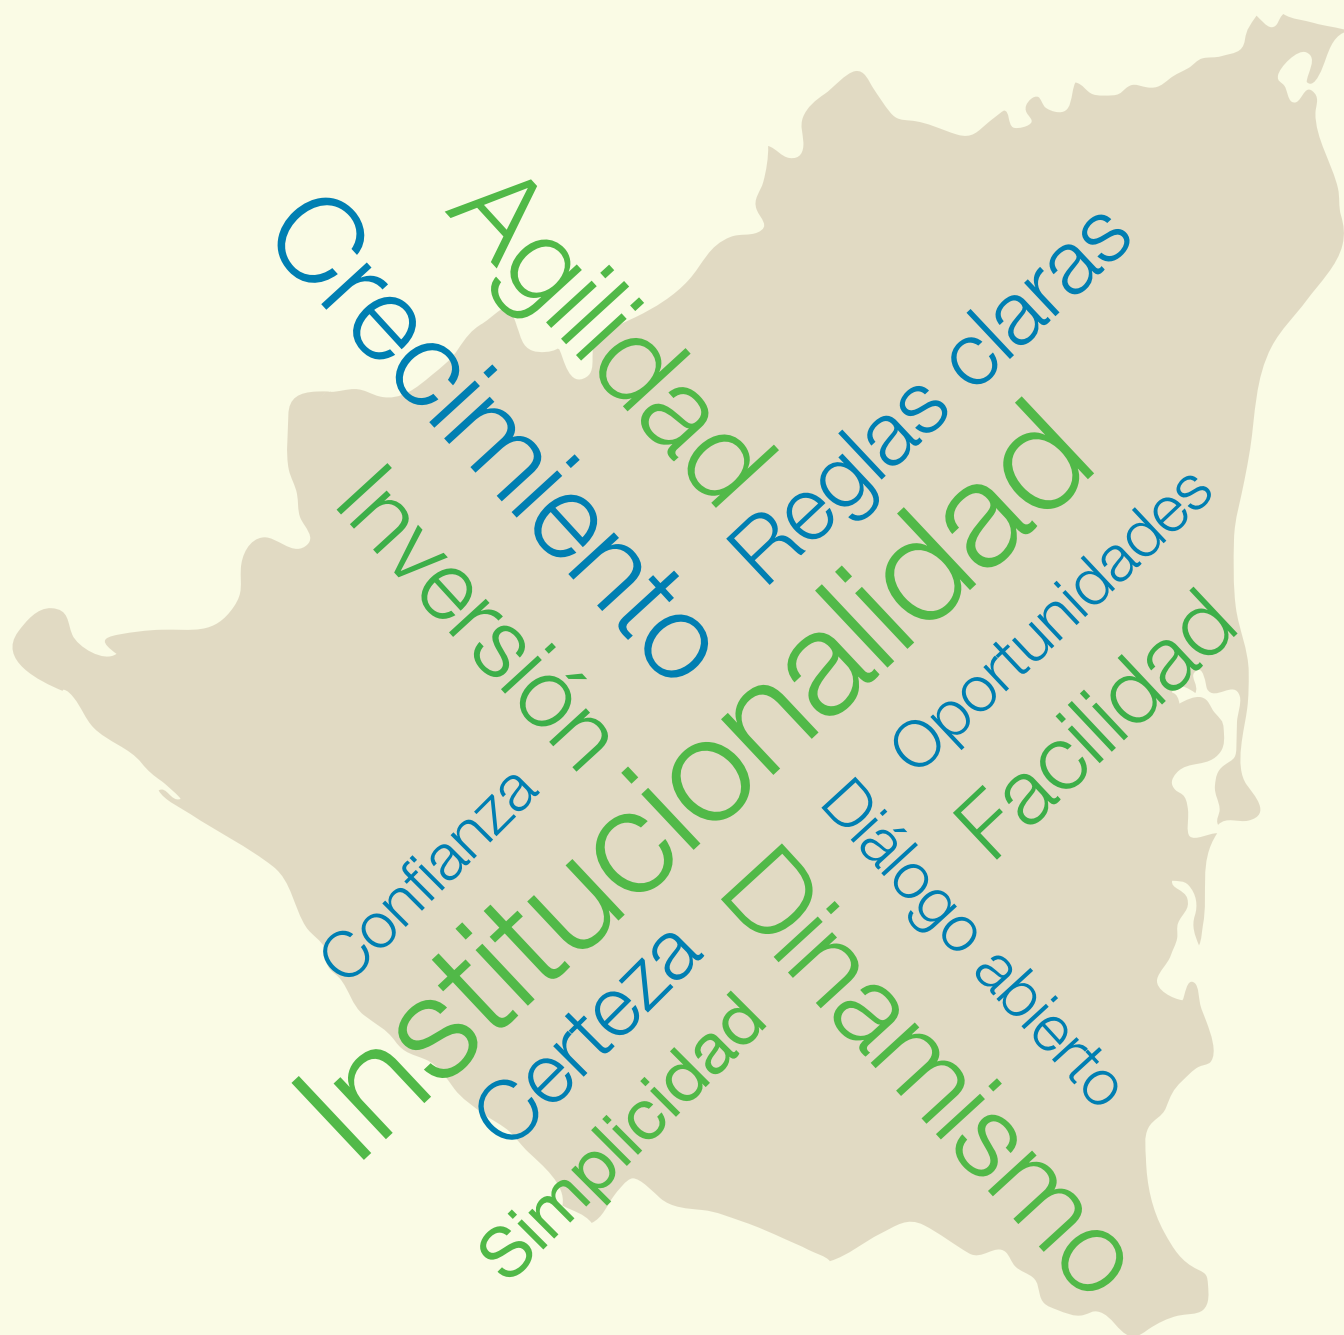 Crecimiento
Agilidad
Reglas claras
Inversión
Institucionalidad
Oportunidades
Facilidad
Confianza
Certeza
Diálogo abierto
Dinamismo
Simplicidad